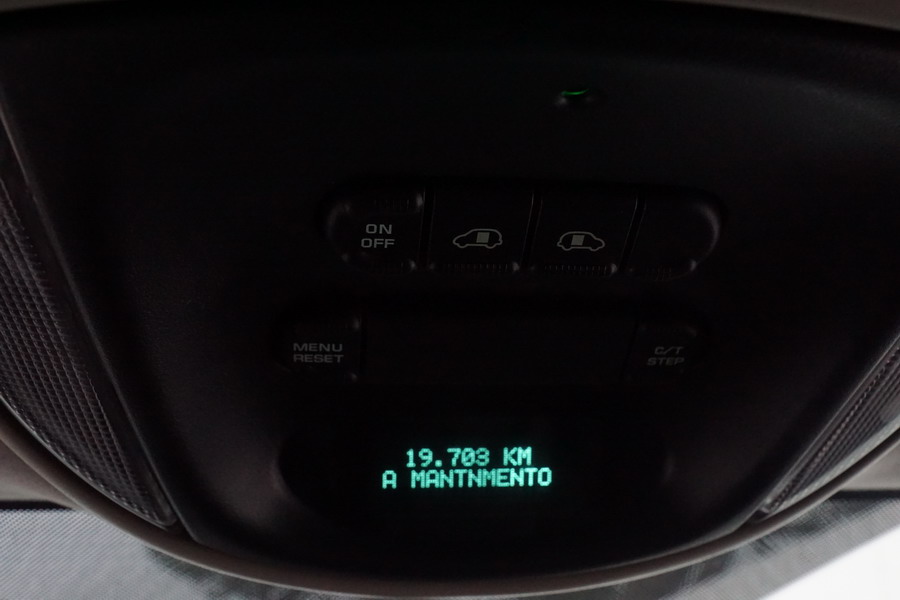 ON
OFF
MENU
RESET
C/T
STEP
19.703 KM
A MANTNMENTO